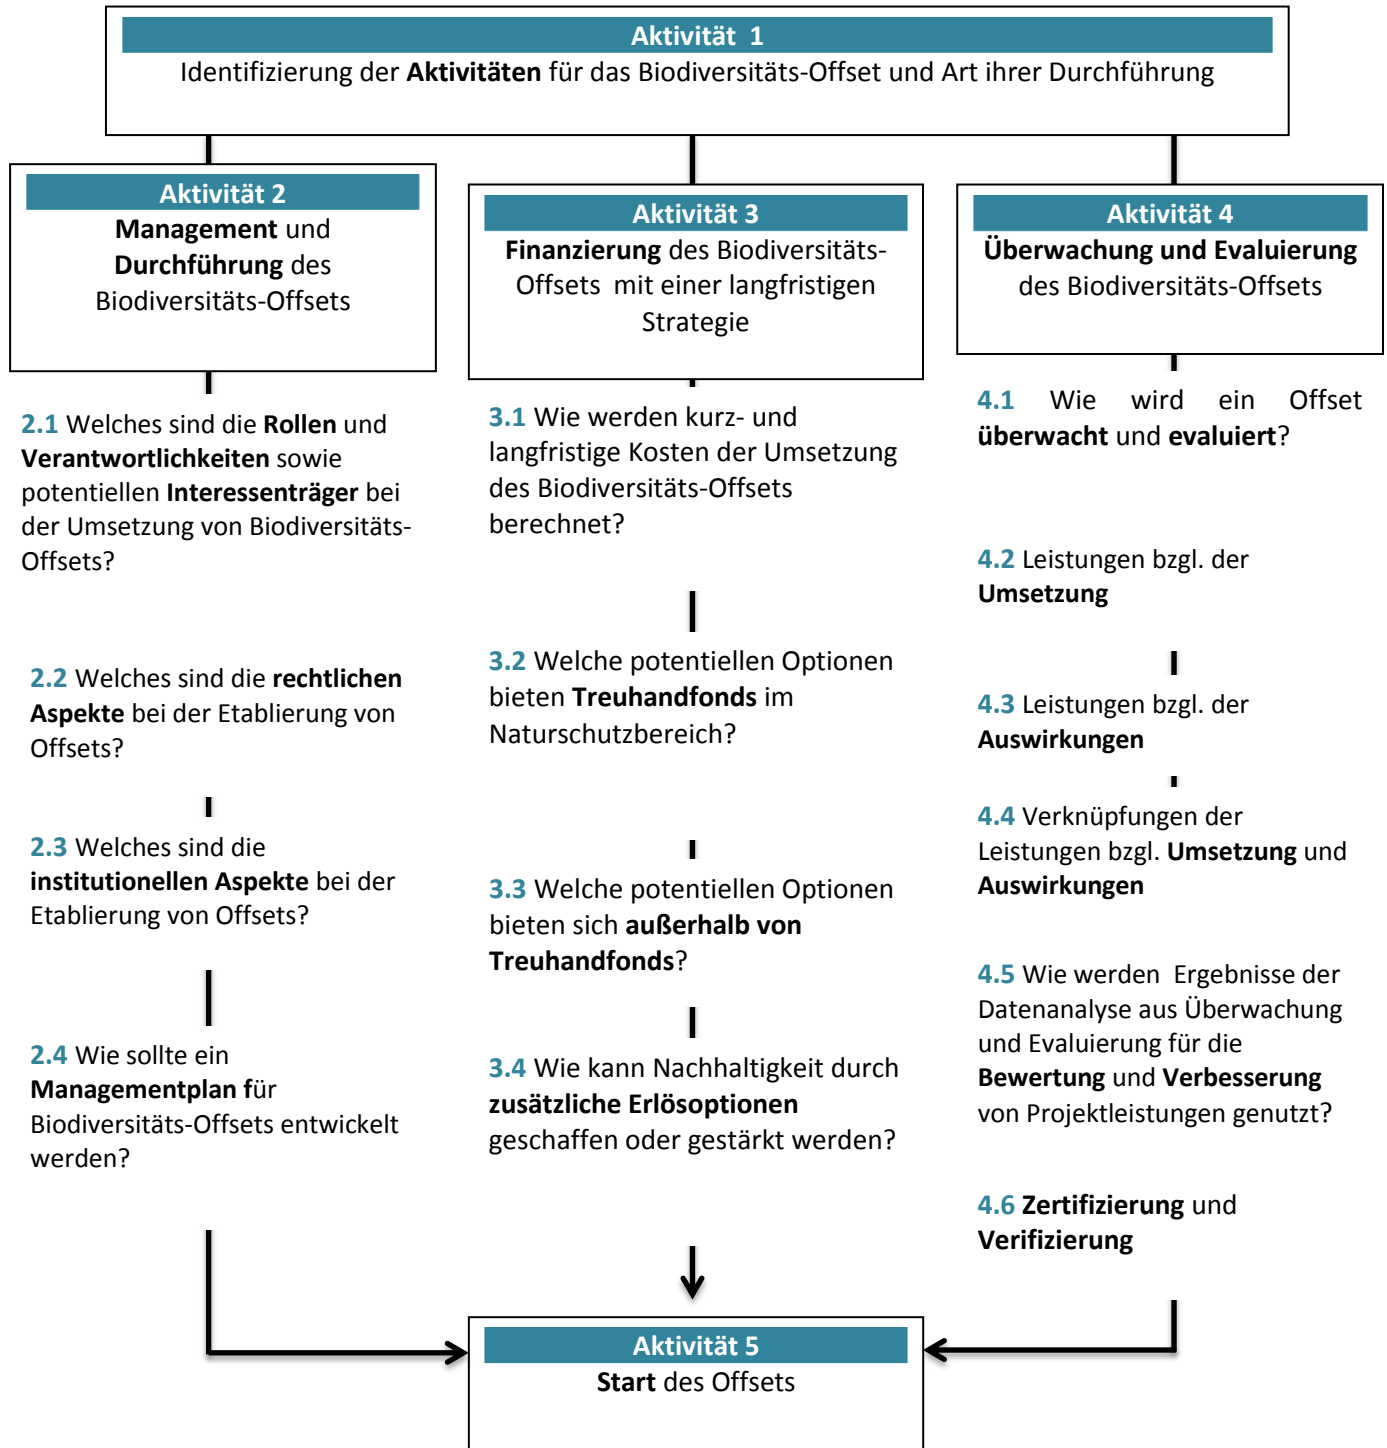 Aktivität 1
Identifizierung der Aktivitäten für das Biodiversitäts-Offset und Art ihrer Durchführung
Aktivität 2
Management und
Durchführung des
Biodiversitäts-Offsets
2.1 Welches sind die Rollen und
Verantwortlichkeiten sowie
potentiellen Interessenträger bei
der Umsetzung von Biodiversitäts-
Offsets?
2.2 Welches sind die rechtlichen
Aspekte bei der Etablierung von
Offsets?
2.3 Welches sind die
institutionellen Aspekte bei der
Etablierung von Offsets?
2.4 Wie sollte ein
Managementplan für
Biodiversitäts-Offsets entwickelt
werden?
Aktivität 3
Finanzierung des Biodiversitäts-
Offsets mit einer langfristigen
Strategie
3.1 Wie werden kurz- und
langfristige Kosten der Umsetzung
des Biodiversitäts-Offsets
berechnet?
3.2 Welche potentiellen Optionen
bieten Treuhandfonds im
Naturschutzbereich?
3.3 Welche potentiellen Optionen
bieten sich außerhalb von
Treuhandfonds?
3.4 Wie kann Nachhaltigkeit durch
zusätzliche Erlösoptionen
geschaffen oder gestärkt werden?
Aktivität 4
Überwachung und Evaluierung
des Biodiversitäts-Offsets
4.1 Wie wird ein Offset
überwacht und evaluiert?
4.2 Leistungen bzgl. der
Umsetzung
4.3 Leistungen bzgl. der
Auswirkungen
4.4 Verknüpfungen der
Leistungen bzgl. Umsetzung und
Auswirkungen
4.5 Wie werden Ergebnisse der
Datenanalyse aus Überwachung
und Evaluierung für die
Bewertung und Verbesserung
von Projektleistungen genutzt?
4.6 Zertifizierung und
Verifizierung
Aktivität 5
Start des Offsets